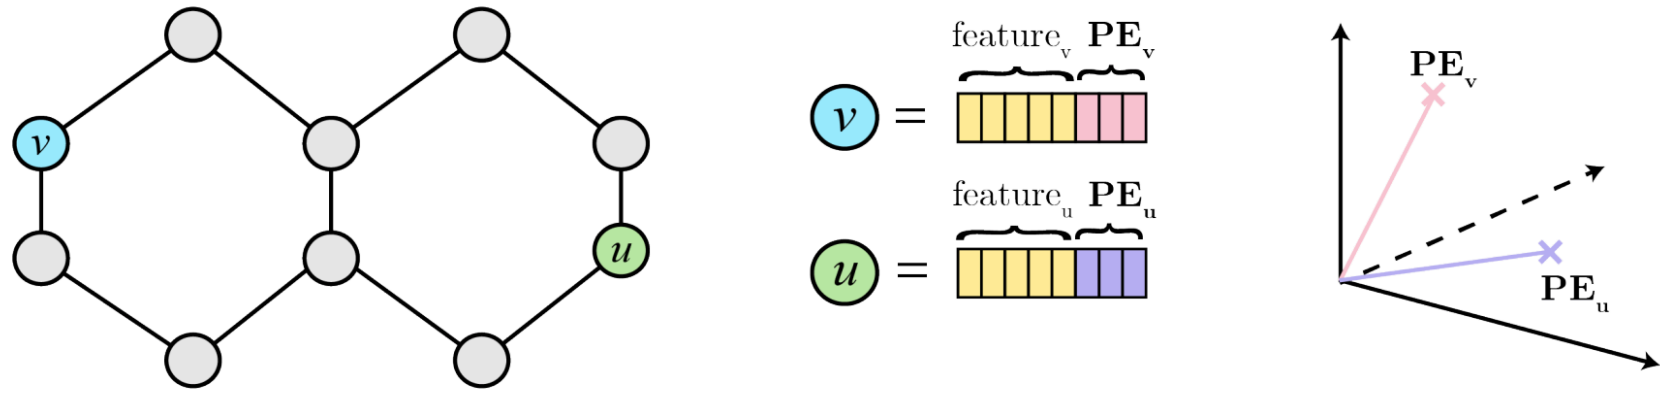 v
u
feature_v PE_v
v =
feature_u PE_u
u =
PE_v
PE_u